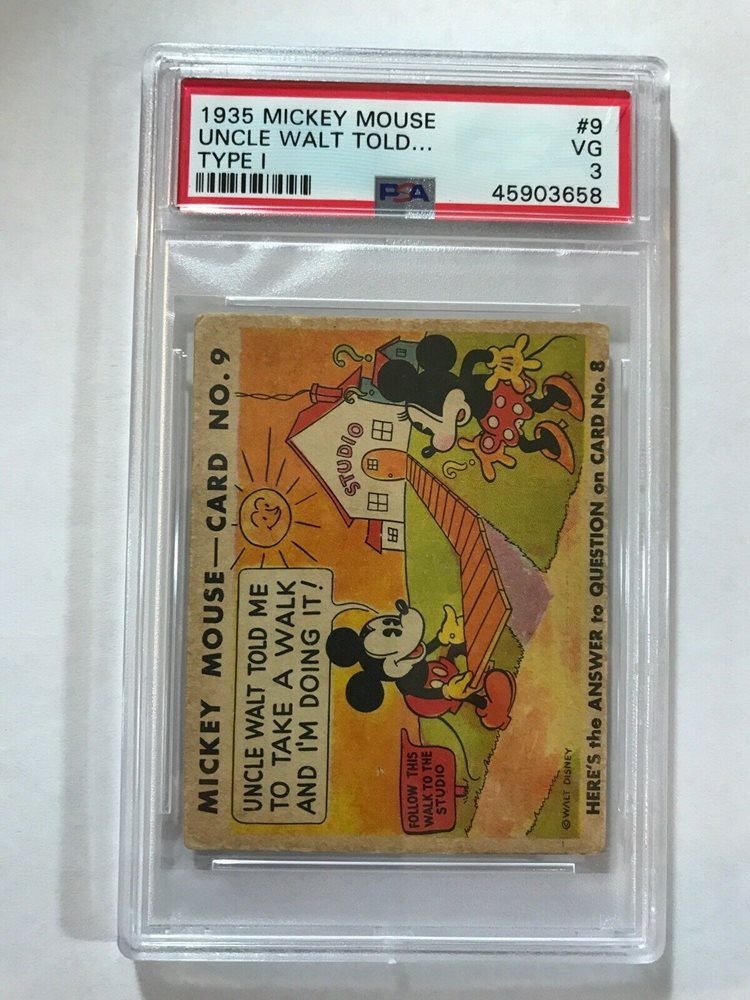 1935 MICKEY MOUSE #9
UNCLE WALT TOLD... VG
TYPE I 3
PSA 45903658
MICKEY MOUSE—CARD NO. 9
UNCLE WALT TOLD ME
TO TAKE A WALK
AND I'M DOING IT!
STUDIO
?
?
FOLLOW THIS
WALK TO THE
STUDIO
© WALT DISNEY
HERE'S the ANSWER to QUESTION on CARD No. 8